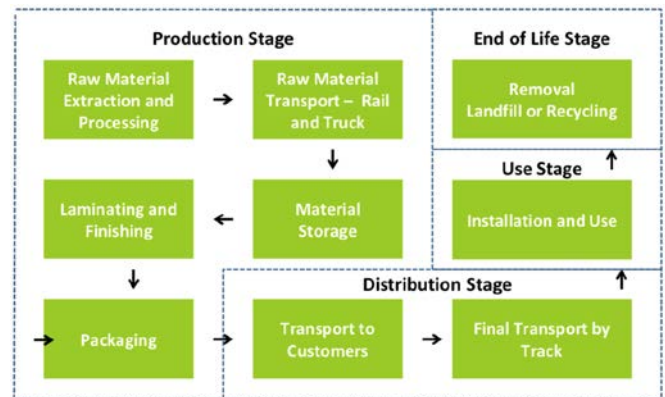 Production Stage
Raw Material
Extraction and
Processing
Raw Material
Transport – Rail
and Truck
Laminating and
Finishing
Material
Storage
Packaging
Distribution Stage
Transport to
Customers
Final Transport by
Track
Use Stage
Installation and Use
End of Life Stage
Removal
Landfill or Recycling